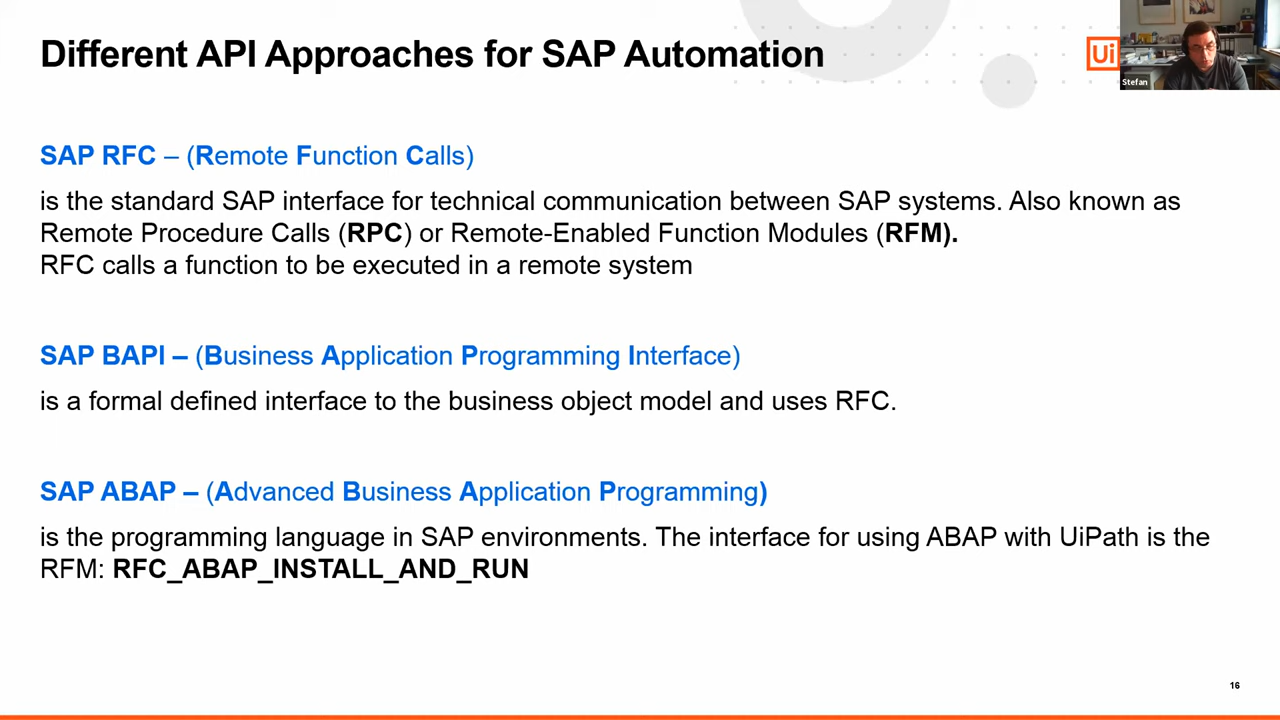 Different API Approaches for SAP Automation
Ui
Stefan
SAP RFC – (Remote Function Calls)
is the standard SAP interface for technical communication between SAP systems. Also known as
Remote Procedure Calls (RPC) or Remote-Enabled Function Modules (RFM).
RFC calls a function to be executed in a remote system
SAP BAPI – (Business Application Programming Interface)
is a formal defined interface to the business object model and uses RFC.
SAP ABAP – (Advanced Business Application Programming)
is the programming language in SAP environments. The interface for using ABAP with UiPath is the
RFM: RFC_ABAP_INSTALL_AND_RUN
16